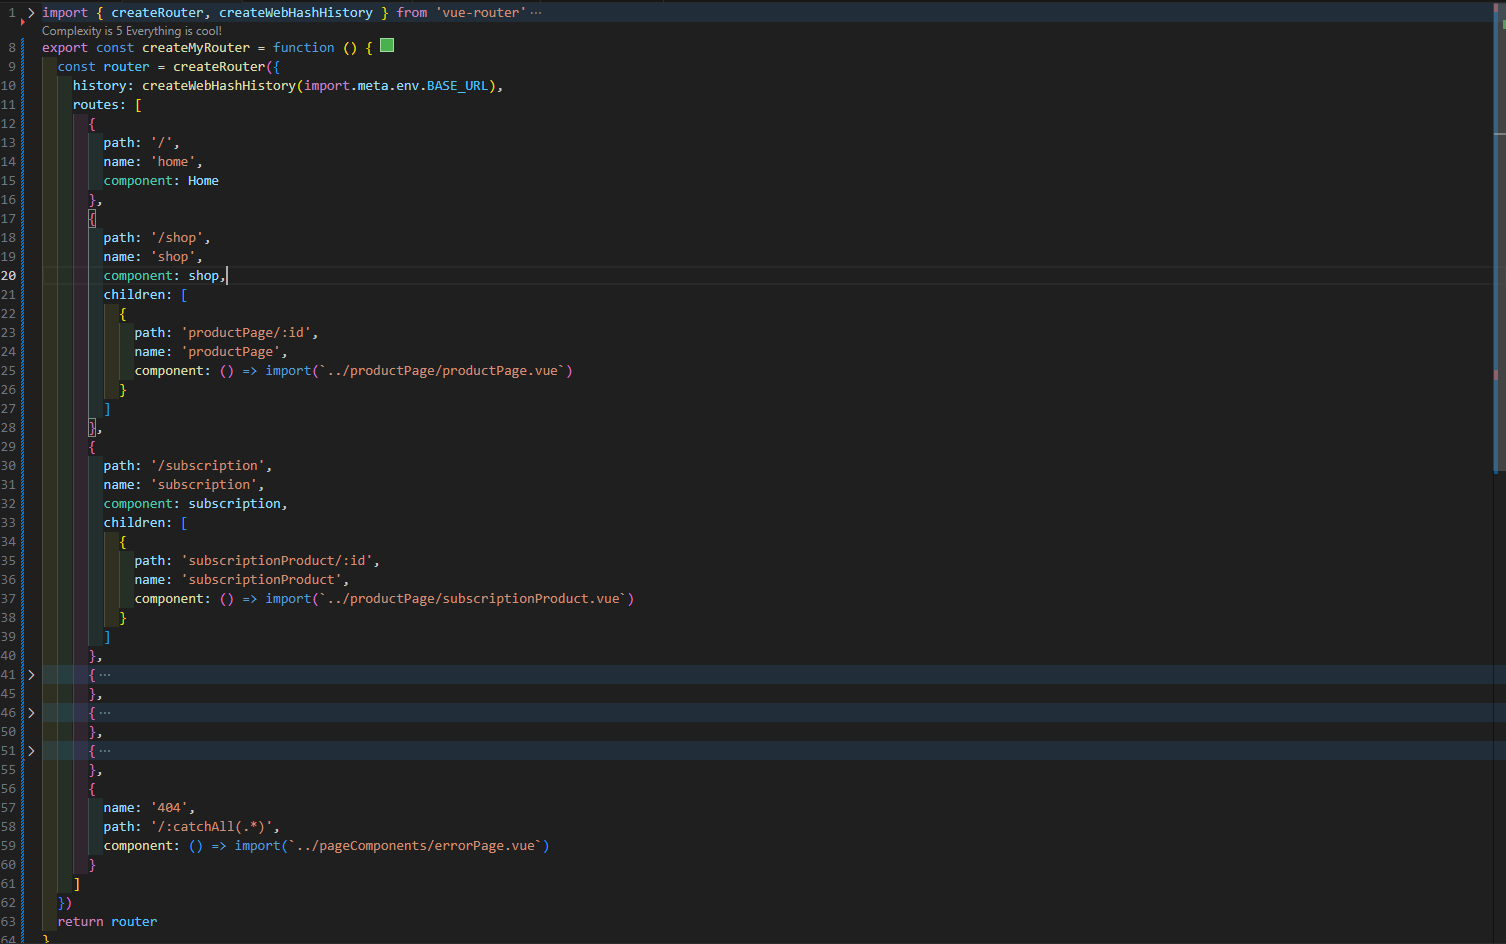 1 import { createRouter, createWebHashHistory } from 'vue-router' ···
Complexity is 5 Everything is cool!
8 export const createMyRouter = function () {
9 const router = createRouter({
10 history: createWebHashHistory(import.meta.env.BASE_URL),
11 routes: [
12 {
13 path: '/',
14 name: 'home',
15 component: Home
16 },
17 {
18 path: '/shop',
19 name: 'shop',
20 component: shop,
21 children: [
22 {
23 path: 'productPage/:id',
24 name: 'productPage',
25 component: () => import(`../productPage/productPage.vue`)
26 }
27 ]
28 },
29 {
30 path: '/subscription',
31 name: 'subscription',
32 component: subscription,
33 children: [
34 {
35 path: 'subscriptionProduct/:id',
36 name: 'subscriptionProduct',
37 component: () => import(`../productPage/subscriptionProduct.vue`)
38 }
39 ]
40 },
41 { ···
45 },
46 { ···
50 },
51 { ···
55 },
56 {
57 name: '404',
58 path: '/:catchAll(.*)',
59 component: () => import(`../pageComponents/errorPage.vue`)
60 }
61 ]
62 })
63 return router
64 }